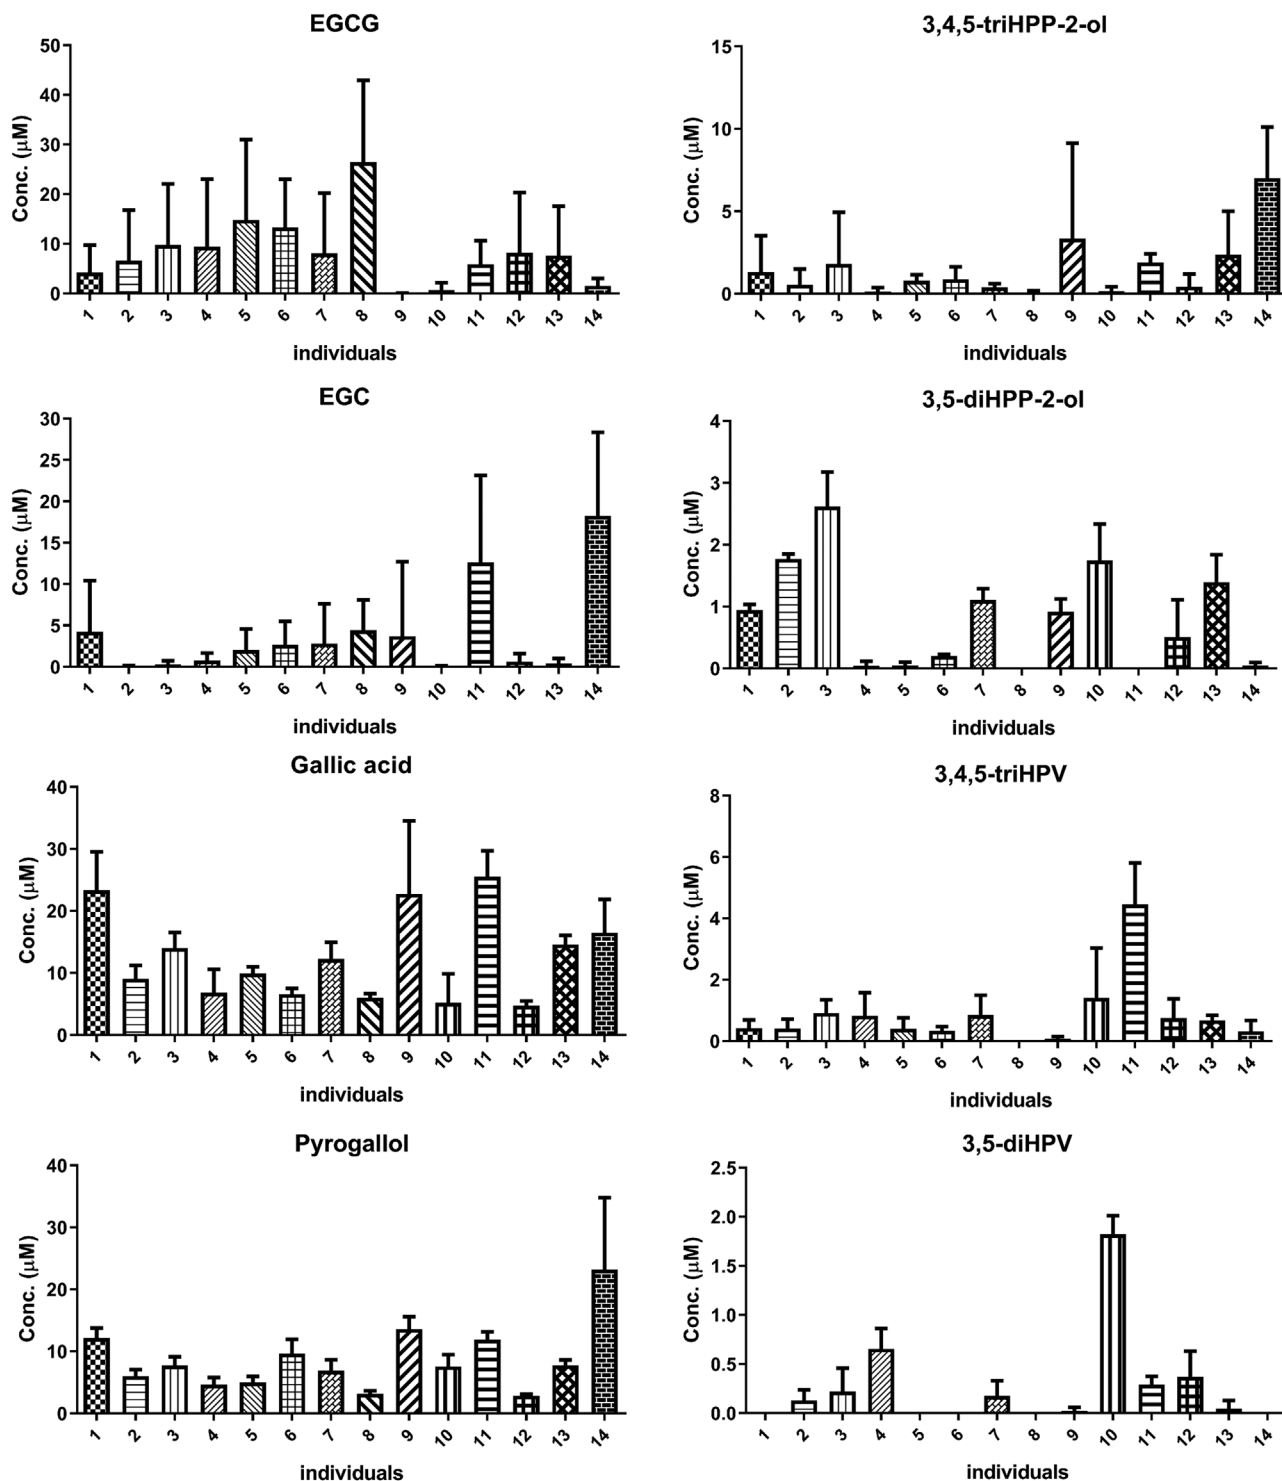 EGCG
50
40
30
20
10
0
Conc. (μM)
1 2 3 4 5 6 7 8 9 10 11 12 13 14
individuals
3,4,5-triHPP-2-ol
15
10
5
0
Conc. (μM)
1 2 3 4 5 6 7 8 9 10 11 12 13 14
individuals
EGC
30
25
20
15
10
5
0
Conc. (μM)
1 2 3 4 5 6 7 8 9 10 11 12 13 14
individuals
3,5-diHPP-2-ol
4
3
2
1
0
Conc. (μM)
1 2 3 4 5 6 7 8 9 10 11 12 13 14
individuals
Gallic acid
40
30
20
10
0
Conc. (μM)
1 2 3 4 5 6 7 8 9 10 11 12 13 14
individuals
3,4,5-triHPV
8
6
4
2
0
Conc. (μM)
1 2 3 4 5 6 7 8 9 10 11 12 13 14
individuals
Pyrogallol
40
30
20
10
0
Conc. (μM)
1 2 3 4 5 6 7 8 9 10 11 12 13 14
individuals
3,5-diHPV
2.5
2.0
1.5
1.0
0.5
0.0
Conc. (μM)
1 2 3 4 5 6 7 8 9 10 11 12 13 14
individuals